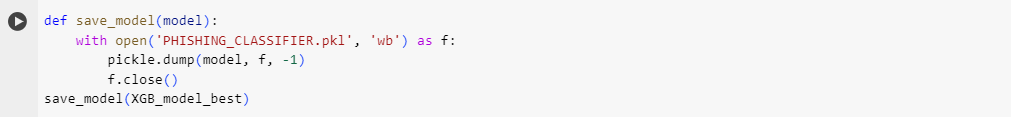 def save_model(model):
    with open('PHISHING_CLASSIFIER.pkl', 'wb') as f:
        pickle.dump(model, f, -1)
        f.close()
save_model(XGB_model_best)